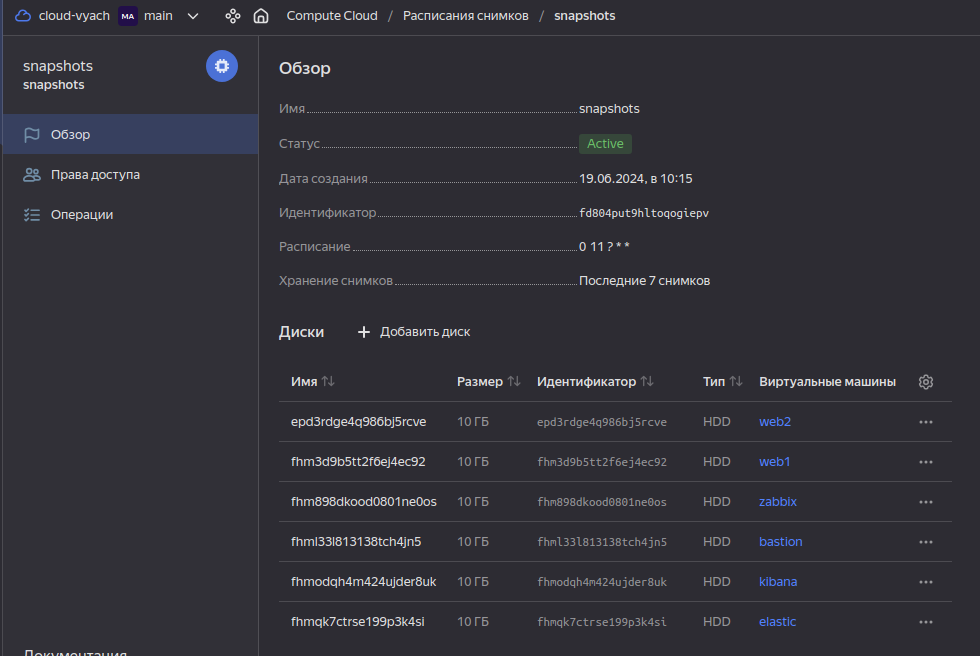 cloud-vyach MA main Compute Cloud / Расписания снимков / snapshots
snapshots
snapshots
Обзор
Права доступа
Операции
Обзор
Имя snapshots
Статус Active
Дата создания 19.06.2024, в 10:15
Идентификатор fd804put9hltoqogiepv
Расписание 0 11 ? * *
Хранение снимков Последние 7 снимков
Диски + Добавить диск
Имя Размер Идентификатор Тип Виртуальные машины
epd3rdge4q986bj5rcve 10 ГБ epd3rdge4q986bj5rcve HDD web2
fhm3d9b5tt2f6ej4ec92 10 ГБ fhm3d9b5tt2f6ej4ec92 HDD web1
fhm898dkood0801ne0os 10 ГБ fhm898dkood0801ne0os HDD zabbix
fhml33l813138tch4jn5 10 ГБ fhml33l813138tch4jn5 HDD bastion
fhmodqh4m424ujder8uk 10 ГБ fhmodqh4m424ujder8uk HDD kibana
fhmqk7ctrse199p3k4si 10 ГБ fhmqk7ctrse199p3k4si HDD elastic
Документация